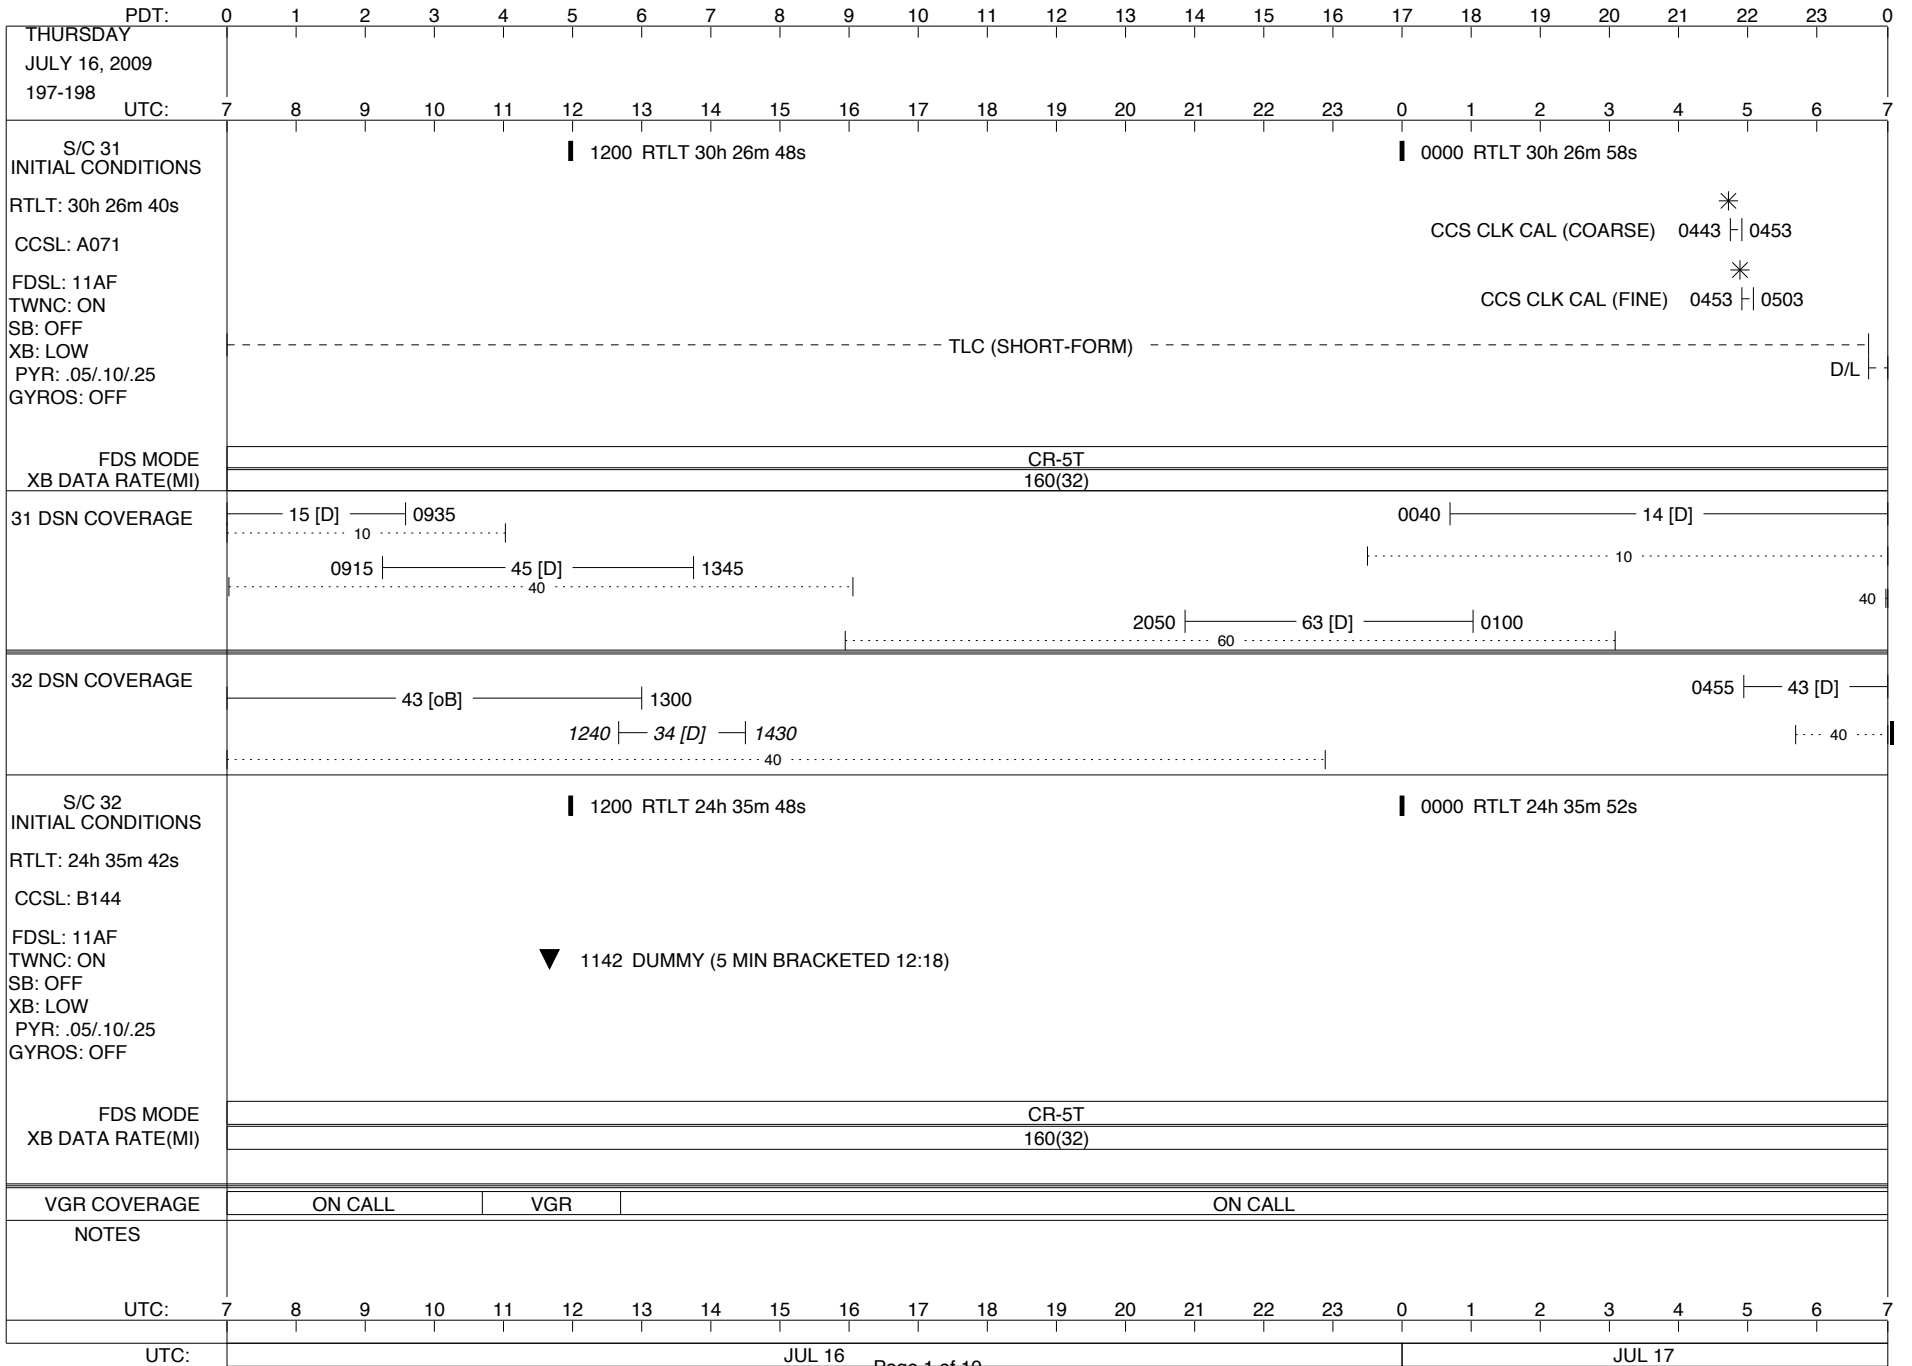 PDT: 0 1 2 3 4 5 6 7 8 9 10 11 12 13 14 15 16 17 18 19 20 21 22 23 0
THURSDAY
JULY 16, 2009
197-198
UTC: 7 8 9 10 11 12 13 14 15 16 17 18 19 20 21 22 23 0 1 2 3 4 5 6 7
S/C 31
INITIAL CONDITIONS
1200 RTLT 30h 26m 48s
0000 RTLT 30h 26m 58s
RTLT: 30h 26m 40s
CCS CLK CAL (COARSE) 0443 0453
CCSL: A071
FDSL: 11AF
CCS CLK CAL (FINE) 0453 0503
TWNC: ON
SB: OFF
XB: LOW
TLC (SHORT-FORM)
PYR: .05/.10/.25
D/L
GYROS: OFF
FDS MODE CR-5T
XB DATA RATE(MI) 160(32)
31 DSN COVERAGE
15 [D] 0935
0040 14 [D]
10
10
0915 45 [D] 1345
40
40
2050 63 [D] 0100
60
32 DSN COVERAGE
43 [oB] 1300
0455 43 [D]
1240 34 [D] 1430
40
40
S/C 32
INITIAL CONDITIONS
1200 RTLT 24h 35m 48s
0000 RTLT 24h 35m 52s
RTLT: 24h 35m 42s
CCSL: B144
FDSL: 11AF
TWNC: ON
1142 DUMMY (5 MIN BRACKETED 12:18)
SB: OFF
XB: LOW
PYR: .05/.10/.25
GYROS: OFF
FDS MODE CR-5T
XB DATA RATE(MI) 160(32)
VGR COVERAGE ON CALL VGR ON CALL
NOTES
UTC: 7 8 9 10 11 12 13 14 15 16 17 18 19 20 21 22 23 0 1 2 3 4 5 6 7
UTC: JUL 16 JUL 17
Page 1 of 19